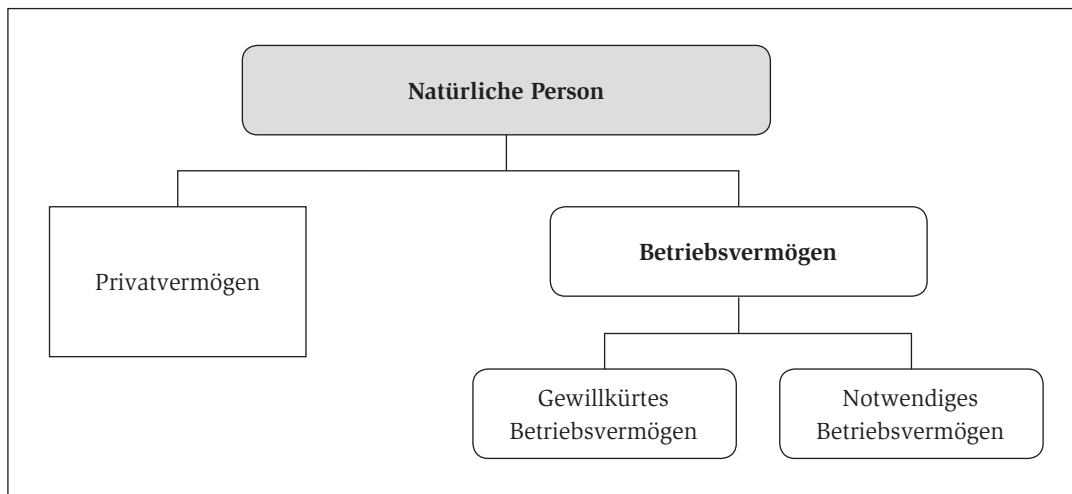 Natürliche Person
Privatvermögen
Betriebsvermögen
Gewillkürtes
Betriebsvermögen
Notwendiges
Betriebsvermögen